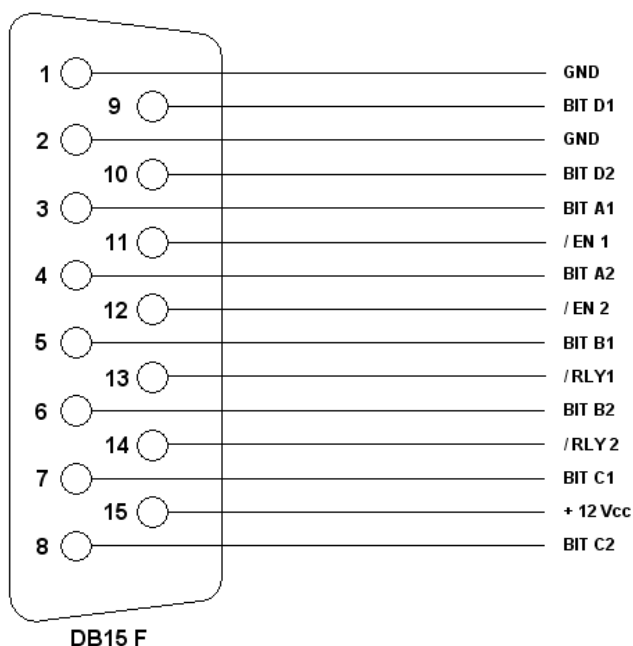 1 GND
9 BIT D1
2 GND
10 BIT D2
3 BIT A1
11 / EN 1
4 BIT A2
12 / EN 2
5 BIT B1
13 / RLY1
6 BIT B2
14 / RLY 2
7 BIT C1
15 + 12 Vcc
8 BIT C2
DB15 F